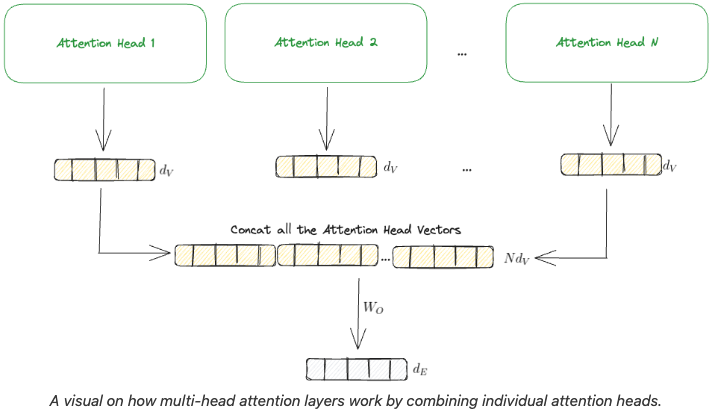 Attention Head 1
Attention Head 2
...
Attention Head N
d_V
d_V
...
d_V
Concat all the Attention Head Vectors
...
Nd_V
W_O
d_E
A visual on how multi-head attention layers work by combining individual attention heads.